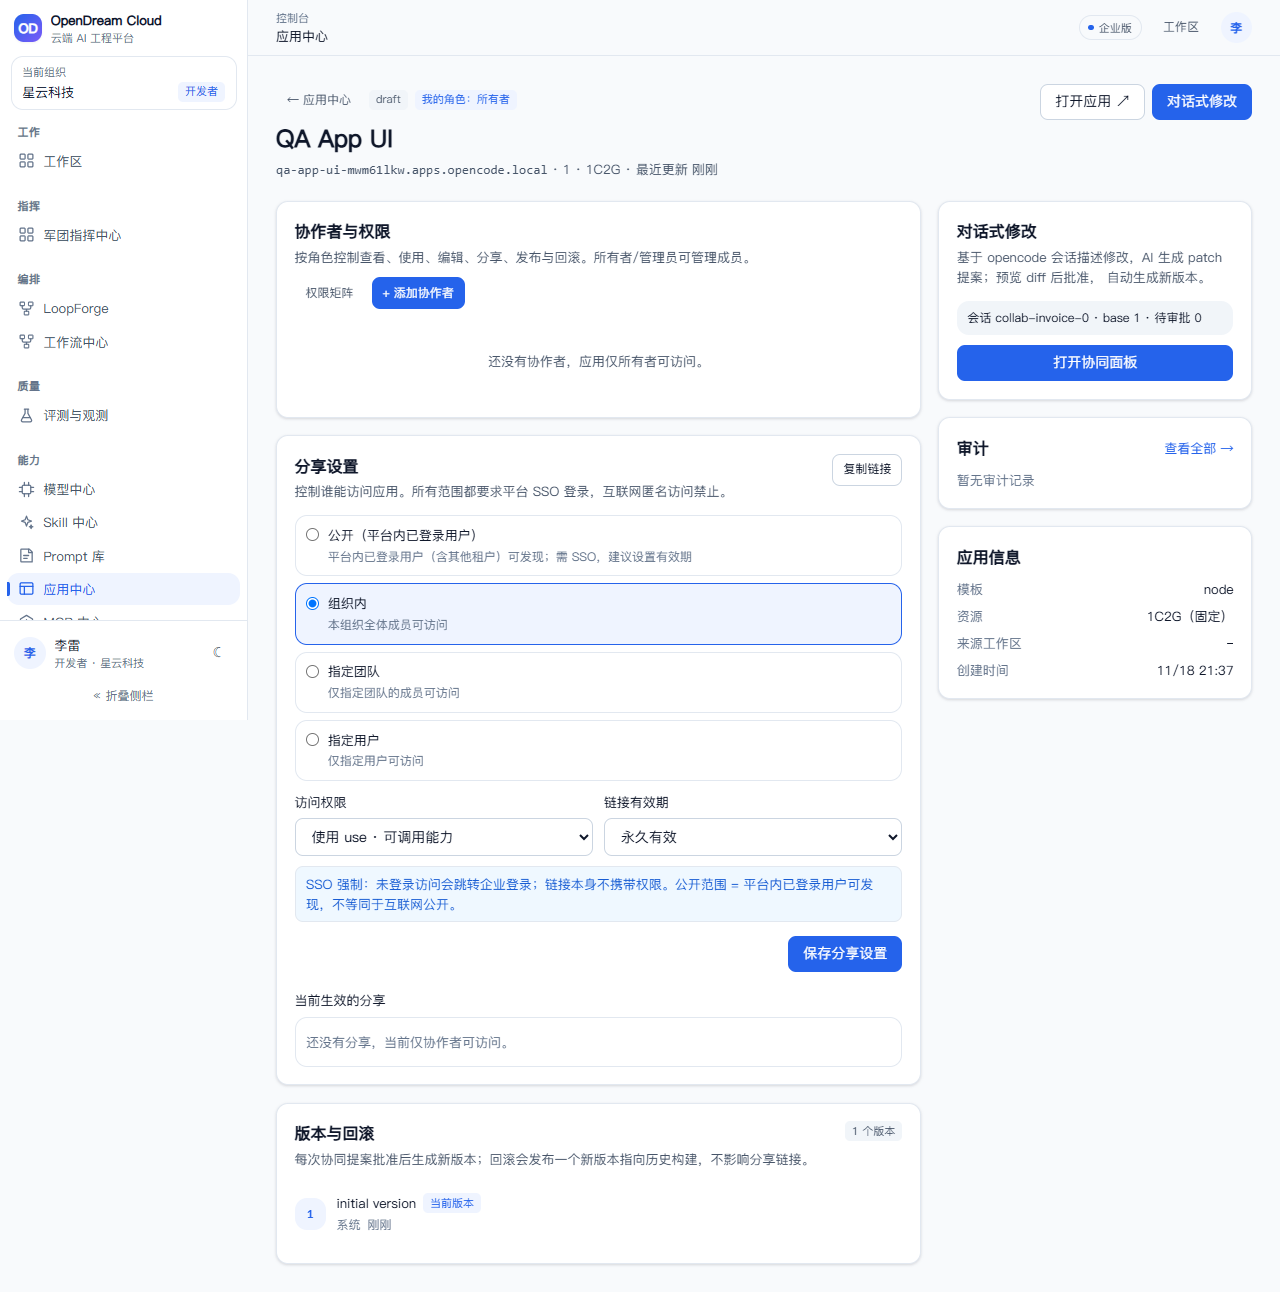 OD
OpenDream Cloud
云端 AI 工程平台
当前组织
星云科技
开发者
工作
工作区
指挥
军团指挥中心
编排
LoopForge
工作流中心
质量
评测与观测
能力
模型中心
Skill 中心
Prompt 库
应用中心
李
李雷
开发者 · 星云科技
☾
« 折叠侧栏
控制台
应用中心
企业版
工作区
李
← 应用中心
draft
我的角色：所有者
打开应用 ↗
对话式修改
QA App UI
qa-app-ui-mwm61lkw.apps.opencode.local · 1 · 1C2G · 最近更新 刚刚
协作者与权限
按角色控制查看、使用、编辑、分享、发布与回滚。所有者/管理员可管理成员。
权限矩阵
+ 添加协作者
还没有协作者，应用仅所有者可访问。
分享设置
控制谁能访问应用。所有范围都要求平台 SSO 登录，互联网匿名访问禁止。
复制链接
公开（平台内已登录用户）
平台内已登录用户（含其他租户）可发现；需 SSO，建议设置有效期
组织内
本组织全体成员可访问
指定团队
仅指定团队的成员可访问
指定用户
仅指定用户可访问
访问权限
链接有效期
使用 use · 可调用能力
永久有效
SSO 强制：未登录访问会跳转企业登录；链接本身不携带权限。公开范围 = 平台内已登录用户可发
现，不等同于互联网公开。
保存分享设置
当前生效的分享
还没有分享，当前仅协作者可访问。
版本与回滚
1 个版本
每次协同提案批准后生成新版本；回滚会发布一个新版本指向历史构建，不影响分享链接。
1
initial version
当前版本
系统 刚刚
对话式修改
基于 opencode 会话描述修改，AI 生成 patch
提案；预览 diff 后批准， 自动生成新版本。
会话 collab-invoice-0 · base 1 · 待审批 0
打开协同面板
审计
查看全部 →
暂无审计记录
应用信息
模板
node
资源
1C2G（固定）
来源工作区
–
创建时间
11/18 21:37